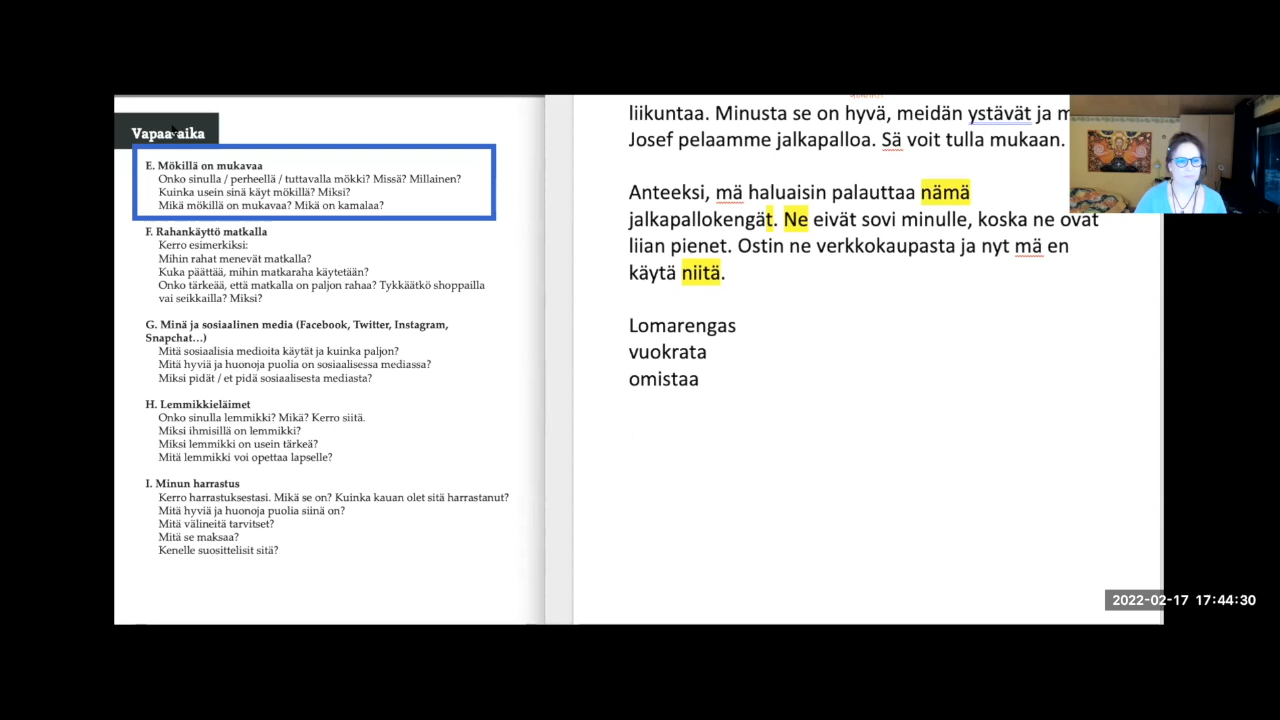 Vapaa-aika
E. Mökillä on mukavaa
Onko sinulla / perheellä / tuttavalla mökki? Missä? Millainen?
Kuinka usein sinä käyt mökillä? Miksi?
Mikä mökillä on mukavaa? Mikä on kamalaa?
F. Rahankäyttö matkalla
Kerro esimerkiksi:
Mihin rahat menevät matkalla?
Kuka päättää, mihin matkaraha käytetään?
Onko tärkeää, että matkalla on paljon rahaa? Tykkäätkö shoppailla
vai seikkailla? Miksi?
G. Minä ja sosiaalinen media (Facebook, Twitter, Instagram,
Snapchat...)
Mitä sosiaalisia medioita käytät ja kuinka paljon?
Mitä hyviä ja huonoja puolia on sosiaalisessa mediassa?
Miksi pidät / et pidä sosiaalisesta mediasta?
H. Lemmikkieläimet
Onko sinulla lemmikki? Mikä? Kerro siitä.
Miksi ihmisillä on lemmikki?
Miksi lemmikki on usein tärkeä?
Mitä lemmikki voi opettaa lapselle?
I. Minun harrastus
Kerro harrastuksestasi. Mikä se on? Kuinka kauan olet sitä harrastanut?
Mitä hyviä ja huonoja puolia siinä on?
Mitä välineitä tarvitset?
Mitä se maksaa?
Kenelle suosittelisit sitä?
liikuntaa. Minusta se on hyvä, meidän ystävät ja
Josef pelaamme jalkapalloa. Sä voit tulla mukaan.
Anteeksi, mä haluaisin palauttaa nämä
jalkapallokengät. Ne eivät sovi minulle, koska ne ovat
liian pienet. Ostin ne verkkokaupasta ja nyt mä en
käytä niitä.
Lomarengas
vuokrata
omistaa
2022-02-17 17:44:30